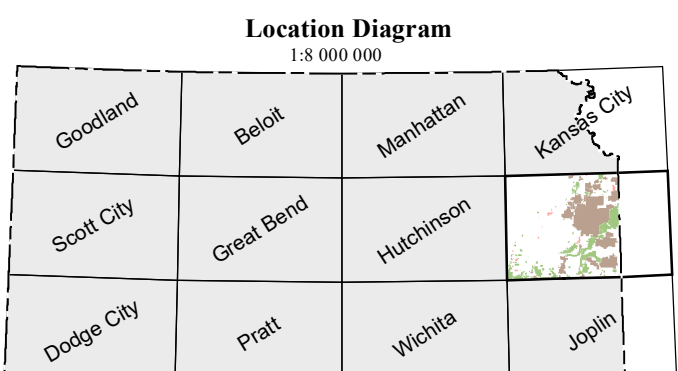 Location Diagram
1:8 000 000
Goodland
Beloit
Manhattan
Kansas City
Scott City
Great Bend
Hutchinson
Dodge City
Pratt
Wichita
Joplin